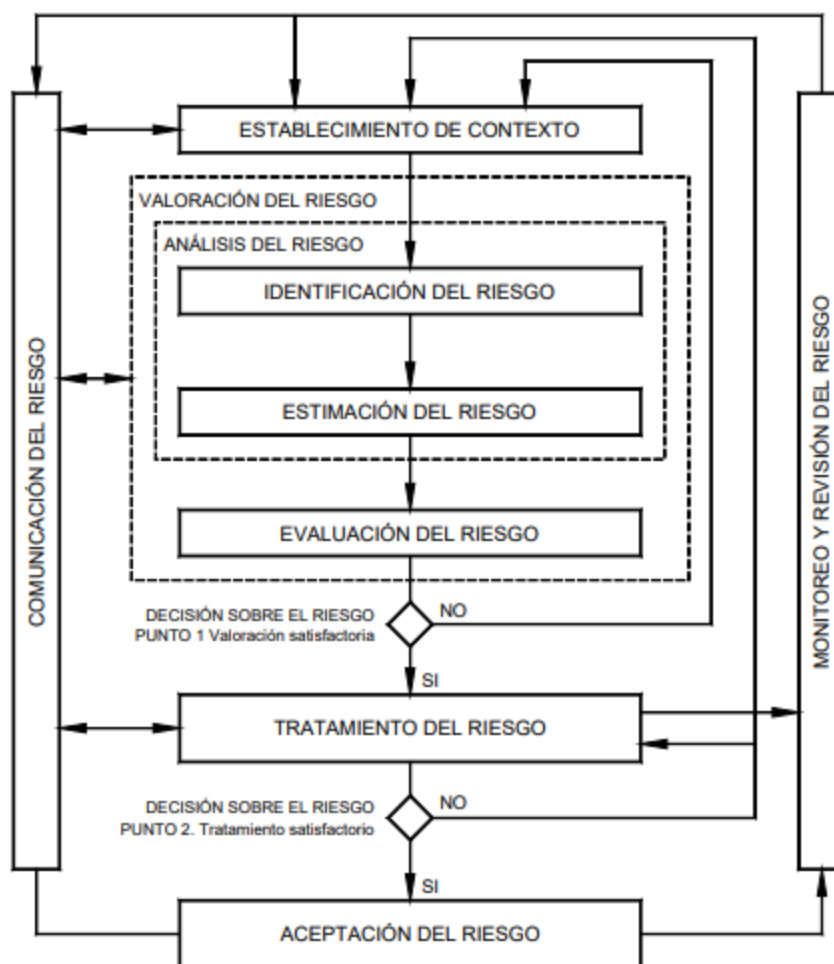 ESTABLECIMIENTO DE CONTEXTO
VALORACIÓN DEL RIESGO
ANÁLISIS DEL RIESGO
IDENTIFICACIÓN DEL RIESGO
ESTIMACIÓN DEL RIESGO
EVALUACIÓN DEL RIESGO
DECISIÓN SOBRE EL RIESGO
PUNTO 1 Valoración satisfactoria
NO
SI
TRATAMIENTO DEL RIESGO
DECISIÓN SOBRE EL RIESGO
PUNTO 2. Tratamiento satisfactorio
NO
SI
ACEPTACIÓN DEL RIESGO
COMUNICACIÓN DEL RIESGO
MONITOREO Y REVISIÓN DEL RIESGO